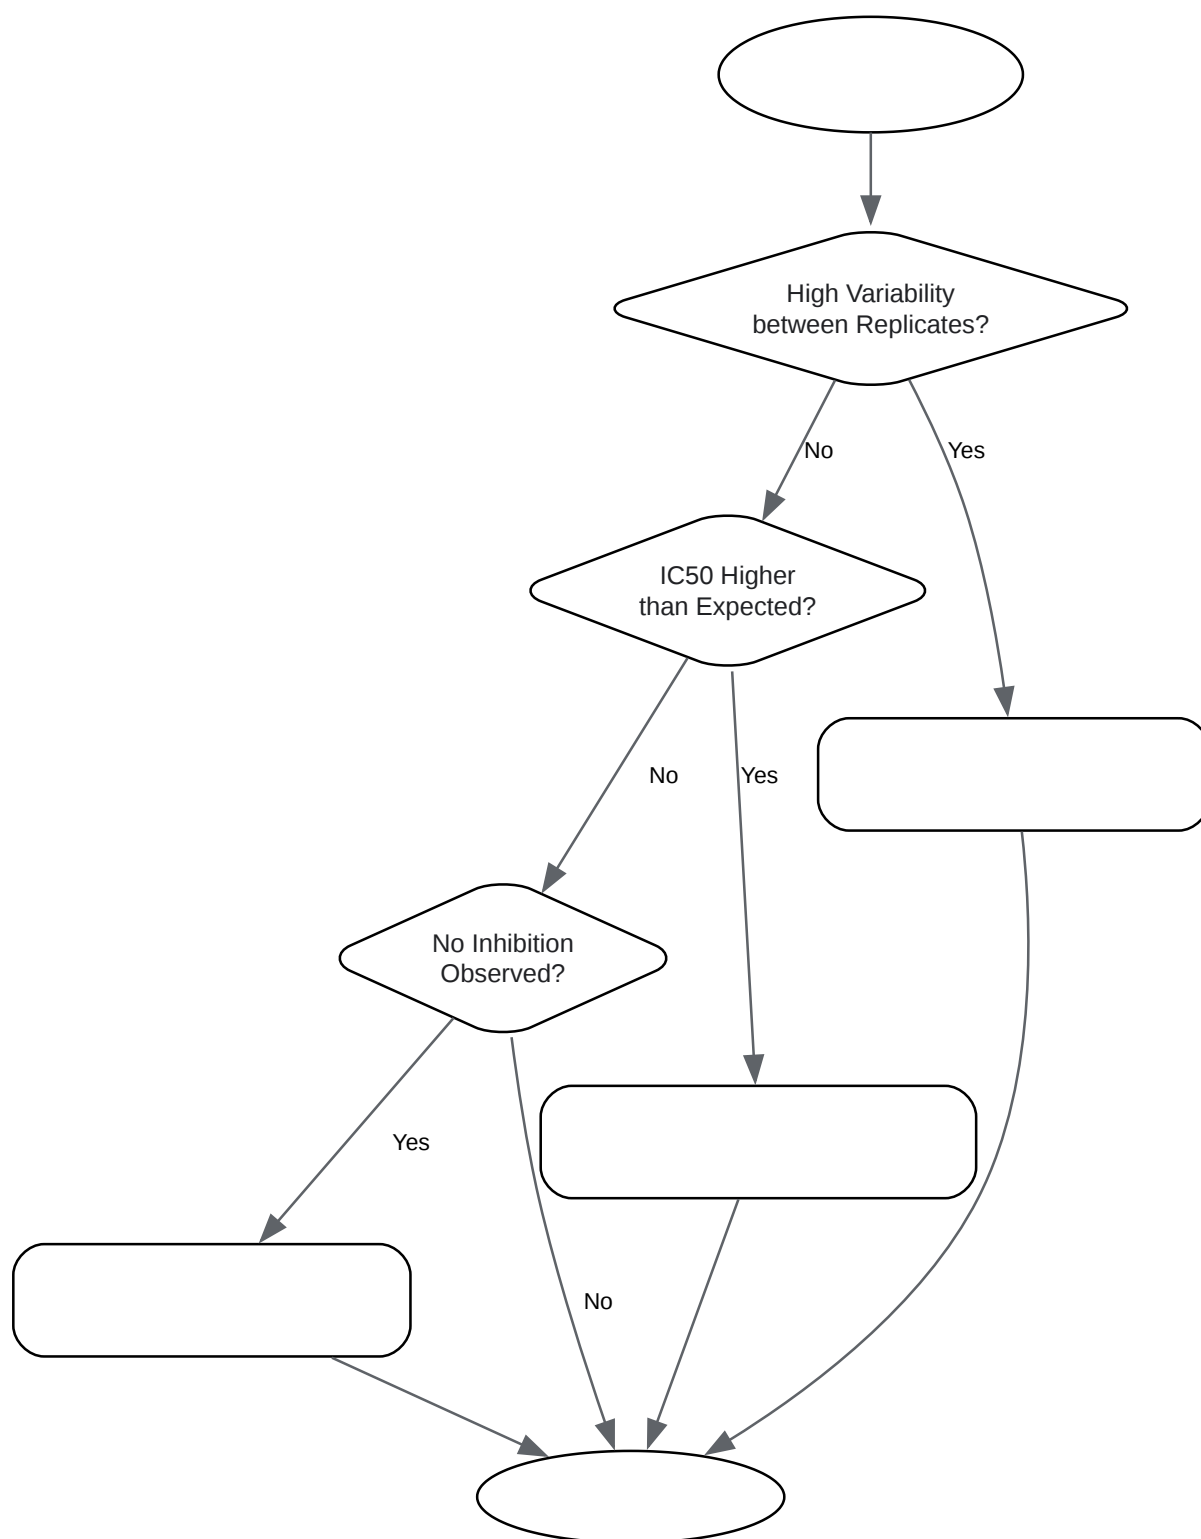 High Variability
between Replicates?
No
Yes
IC50 Higher
than Expected?
No
Yes
No Inhibition
Observed?
Yes
No